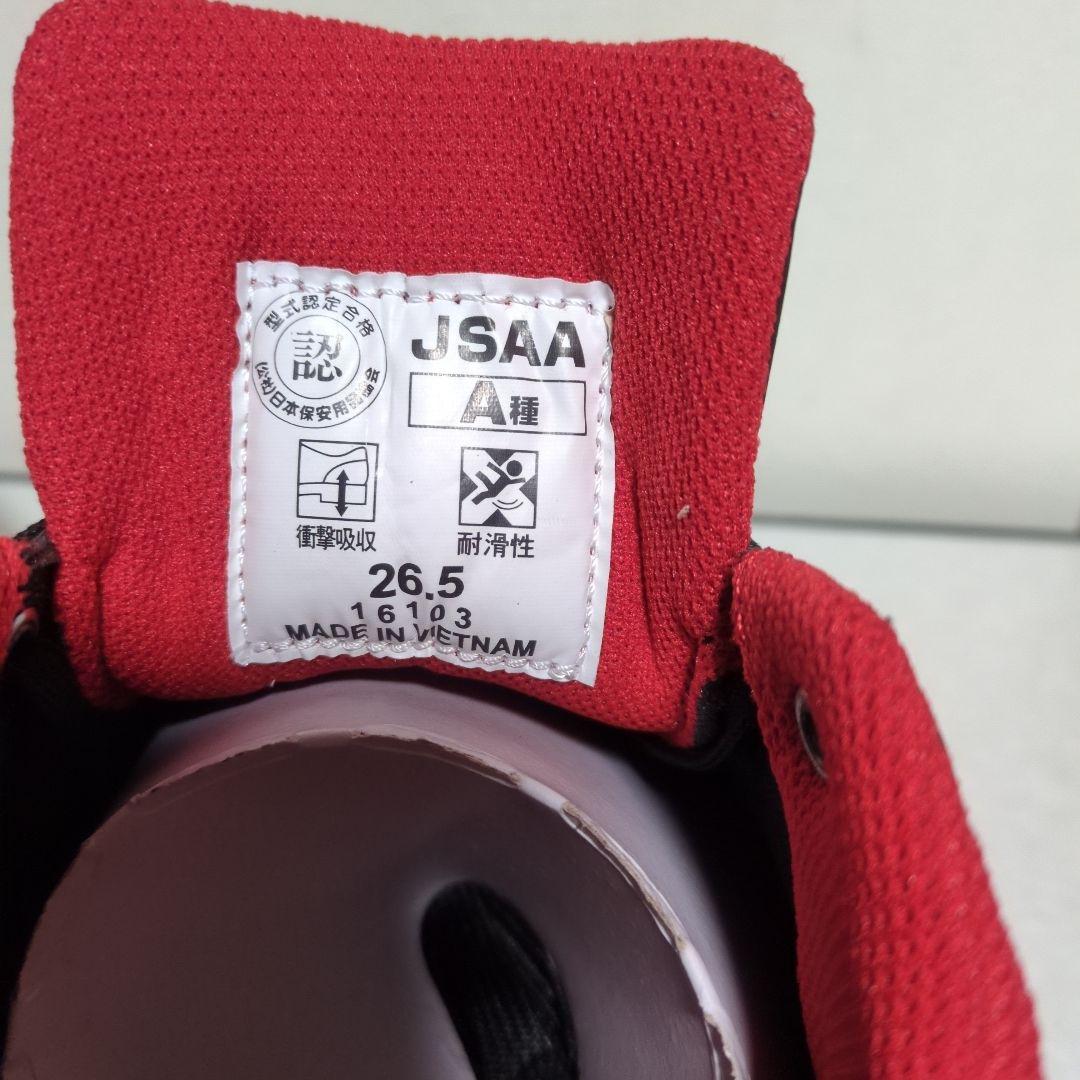 型式認定合格
認
(公社)日本保安用品協会
JSAA
A種
衝撃吸収
耐滑性
26.5
16103
MADE IN VIETNAM